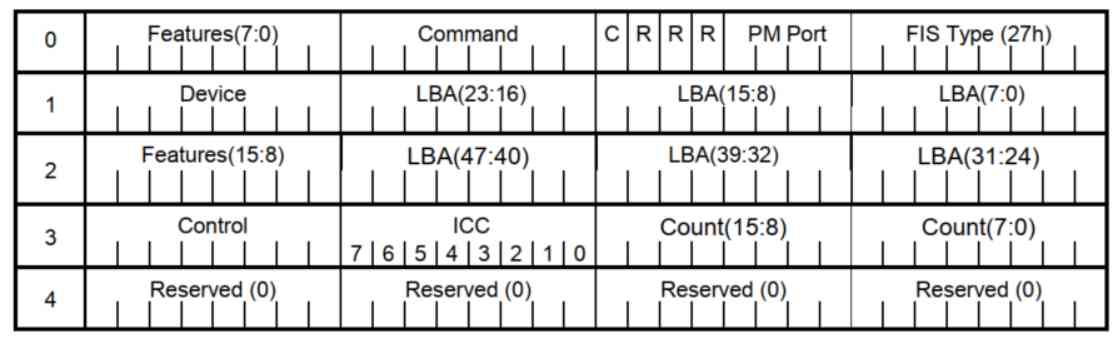 0 Features(7:0) Command C R R R PM Port FIS Type (27h)
1 Device LBA(23:16) LBA(15:8) LBA(7:0)
2 Features(15:8) LBA(47:40) LBA(39:32) LBA(31:24)
3 Control ICC Count(15:8) Count(7:0)
7 6 5 4 3 2 1 0
4 Reserved (0) Reserved (0) Reserved (0) Reserved (0)